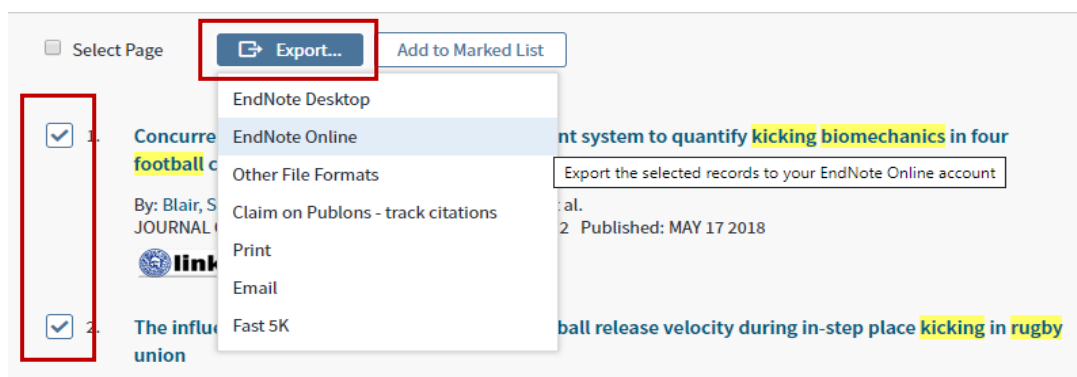 Select Page Export... Add to Marked List
EndNote Desktop
1. Concurre EndNote Online nt system to quantify kicking biomechanics in four
football c Other File Formats Export the selected records to your EndNote Online account
By: Blair, S Claim on Publons - track citations al.
JOURNAL Print 2 Published: MAY 17 2018
link
Email
2. The influe Fast 5K ball release velocity during in-step place kicking in rugby
union